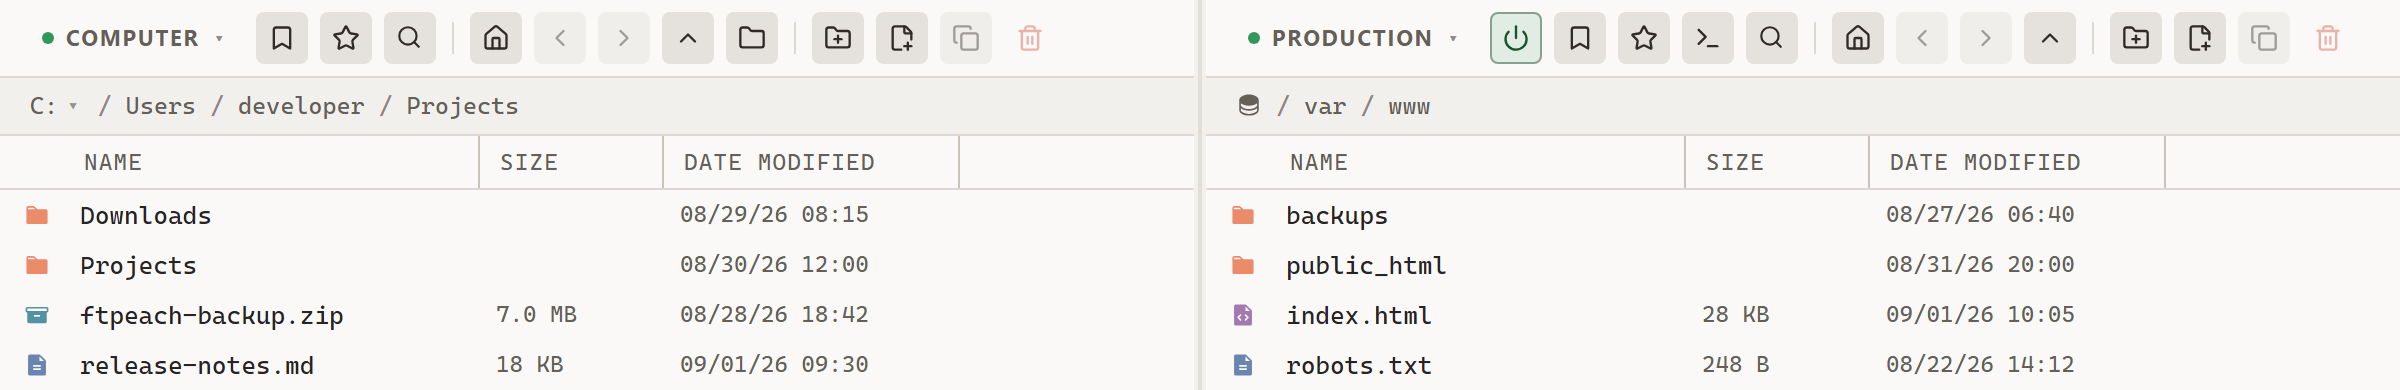 COMPUTER
C: / Users / developer / Projects
NAME SIZE DATE MODIFIED
Downloads 08/29/26 08:15
Projects 08/30/26 12:00
ftpeach-backup.zip 7.0 MB 08/28/26 18:42
release-notes.md 18 KB 09/01/26 09:30
PRODUCTION
/ var / www
NAME SIZE DATE MODIFIED
backups 08/27/26 06:40
public_html 08/31/26 20:00
index.html 28 KB 09/01/26 10:05
robots.txt 248 B 08/22/26 14:12